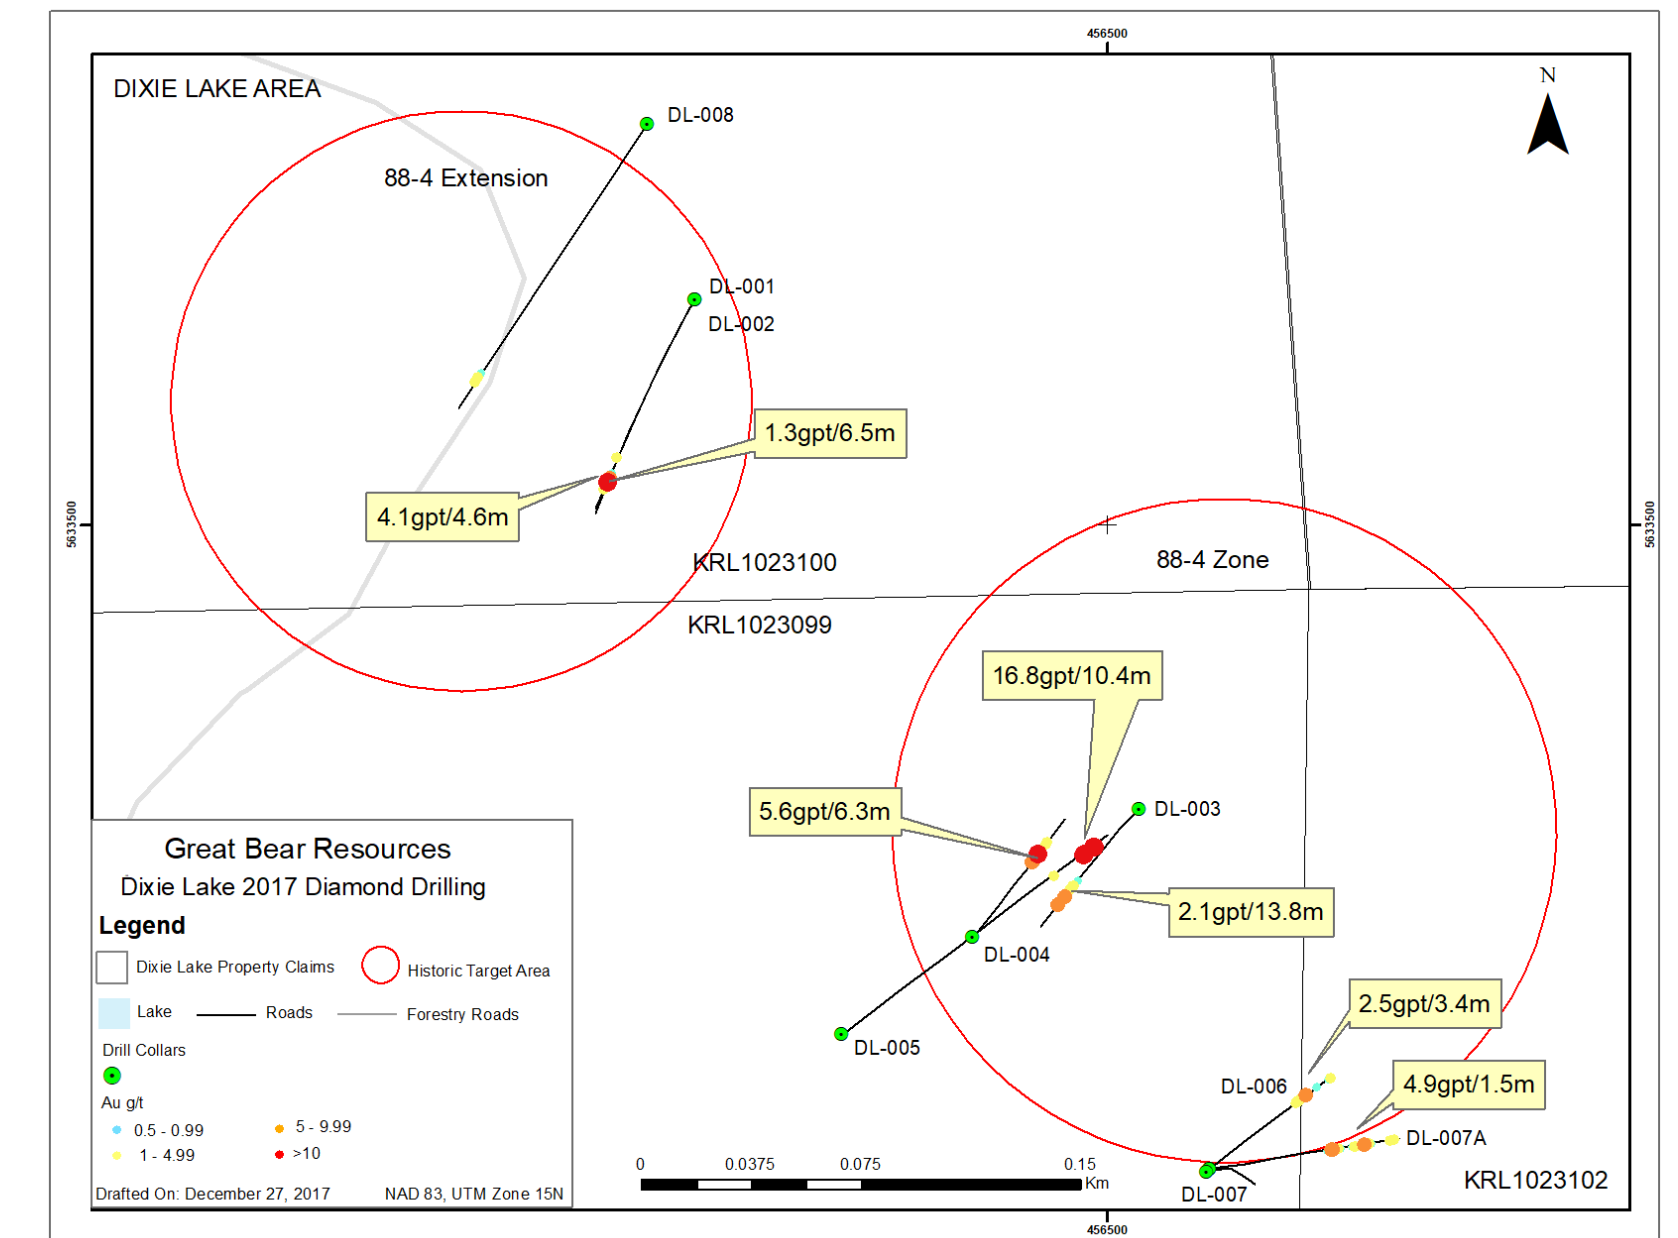 456500
DIXIE LAKE AREA
N
DL-008
88-4 Extension
DL-001
DL-002
1.3gpt/6.5m
4.1gpt/4.6m
5633500
5633500
KRL1023100
88-4 Zone
KRL1023099
16.8gpt/10.4m
5.6gpt/6.3m
DL-003
2.1gpt/13.8m
DL-004
DL-005
2.5gpt/3.4m
DL-006
4.9gpt/1.5m
DL-007A
DL-007
KRL1023102
Great Bear Resources
Dixie Lake 2017 Diamond Drilling
Legend
Dixie Lake Property Claims
Historic Target Area
Lake
Roads
Forestry Roads
Drill Collars
Au g/t
0.5 - 0.99
5 - 9.99
1 - 4.99
>10
Drafted On: December 27, 2017
NAD 83, UTM Zone 15N
0 0.0375 0.075 0.15
Km
456500